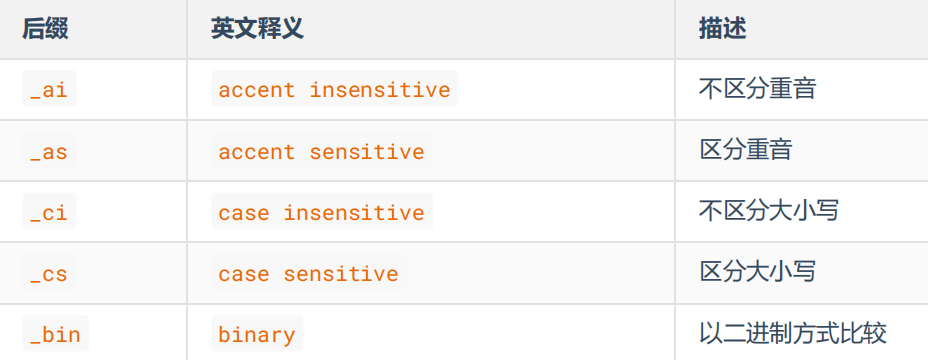 后缀 英文释义 描述
_ai accent insensitive 不区分重音
_as accent sensitive 区分重音
_ci case insensitive 不区分大小写
_cs case sensitive 区分大小写
_bin binary 以二进制方式比较